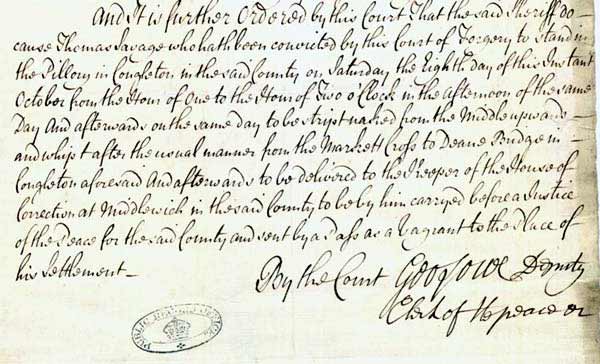 And it is further Ordered by this Court That the said Sheriff do
cause Thomas Savage who hath been convicted by this Court of Forgery to stand in
the Pillory in Congleton in the said County on Saturday the Eighth day of this Instant
October from the Hour of One to the Hour of Two o'Clock in the afternoon of the same
Day And afterwards on the same day to be stript naked from the Middle upwards
and whipt after the usual manner from the Markett Cross to Deane Bridge in
Congleton aforesaid And afterwards to be delivered to the Keeper of the House of
Correction at Middlewich in the said County to be by him carryed before a Justice
of the Peace for the said County and sent by a Pass as a Vagrant to the Place of
his Settlement
By the Court Deputy
Clerk of peace
PUBLIC RECORD OFFICE